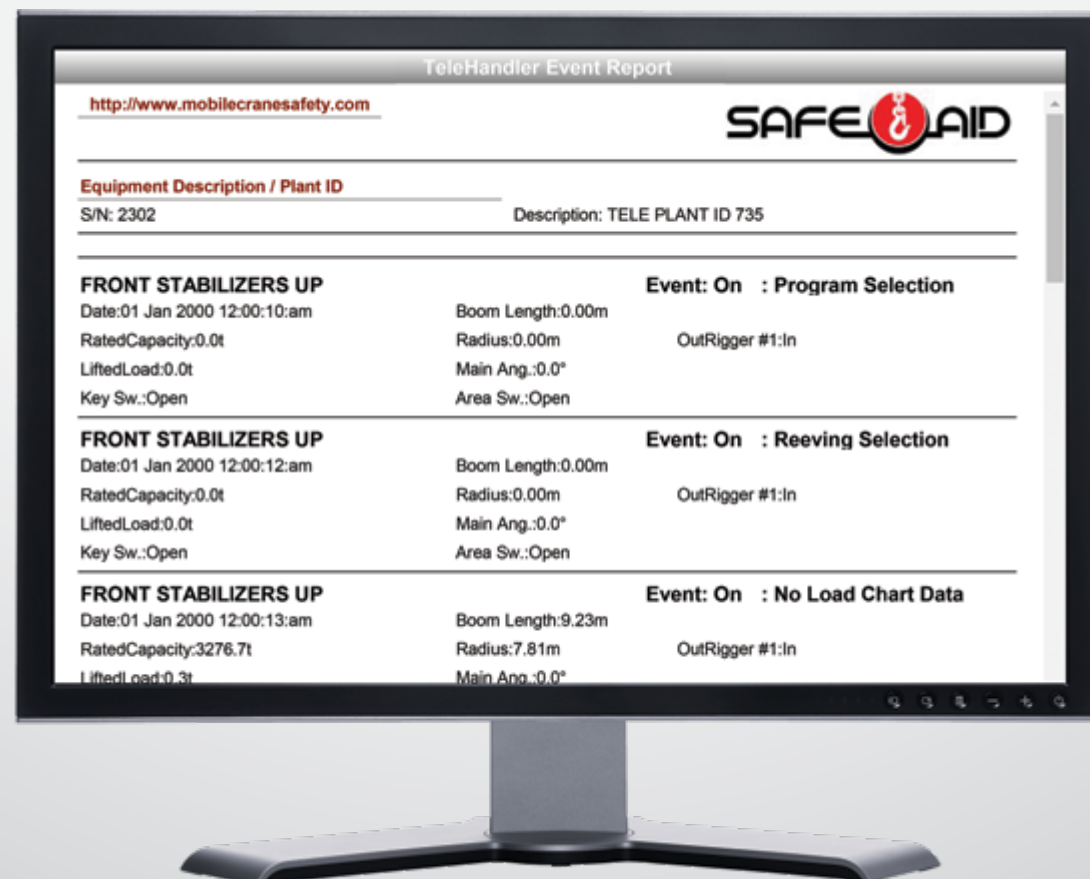 TeleHandler Event Report
http://www.mobilecranesafety.com
SAFE AID
Equipment Description / Plant ID
S/N: 2302 Description: TELE PLANT ID 735
FRONT STABILIZERS UP Event: On : Program Selection
Date:01 Jan 2000 12:00:10:am Boom Length:0.00m
RatedCapacity:0.0t Radius:0.00m OutRigger #1:In
LiftedLoad:0.0t Main Ang.:0.0°
Key Sw.:Open Area Sw.:Open
FRONT STABILIZERS UP Event: On : Reeving Selection
Date:01 Jan 2000 12:00:12:am Boom Length:0.00m
RatedCapacity:0.0t Radius:0.00m OutRigger #1:In
LiftedLoad:0.0t Main Ang.:0.0°
Key Sw.:Open Area Sw.:Open
FRONT STABILIZERS UP Event: On : No Load Chart Data
Date:01 Jan 2000 12:00:13:am Boom Length:9.23m
RatedCapacity:3276.7t Radius:7.81m OutRigger #1:In
LiftedLoad:0.3t Main Ang.:0.0°